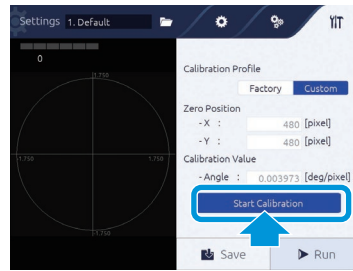 Settings 1. Default
0
1.750
1.750
1.750
-1.750
Calibration Profile
Factory Custom
Zero Position
- X : 480 [pixel]
- Y : 480 [pixel]
Calibration Value
- Angle : 0.003973 [deg/pixel]
Start Calibration
Save Run